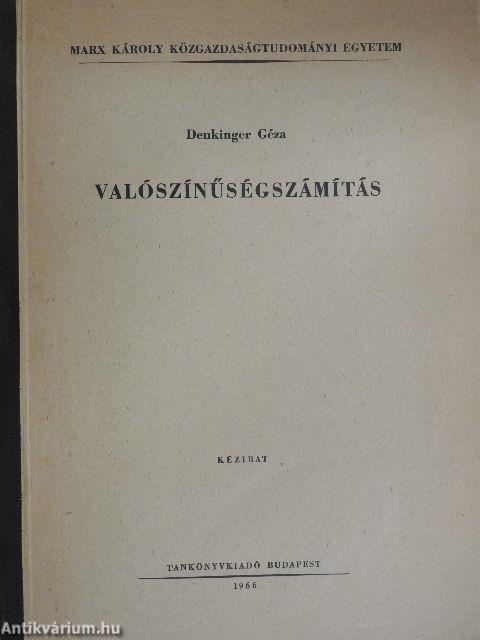 MARX KÁROLY KÖZGAZDASÁGTUDOMÁNYI EGYETEM
Denkinger Géza
VALÓSZÍNŰSÉGSZÁMÍTÁS
KÉZIRAT
TANKÖNYVKIADÓ BUDAPEST
1966
Antikvárium.hu